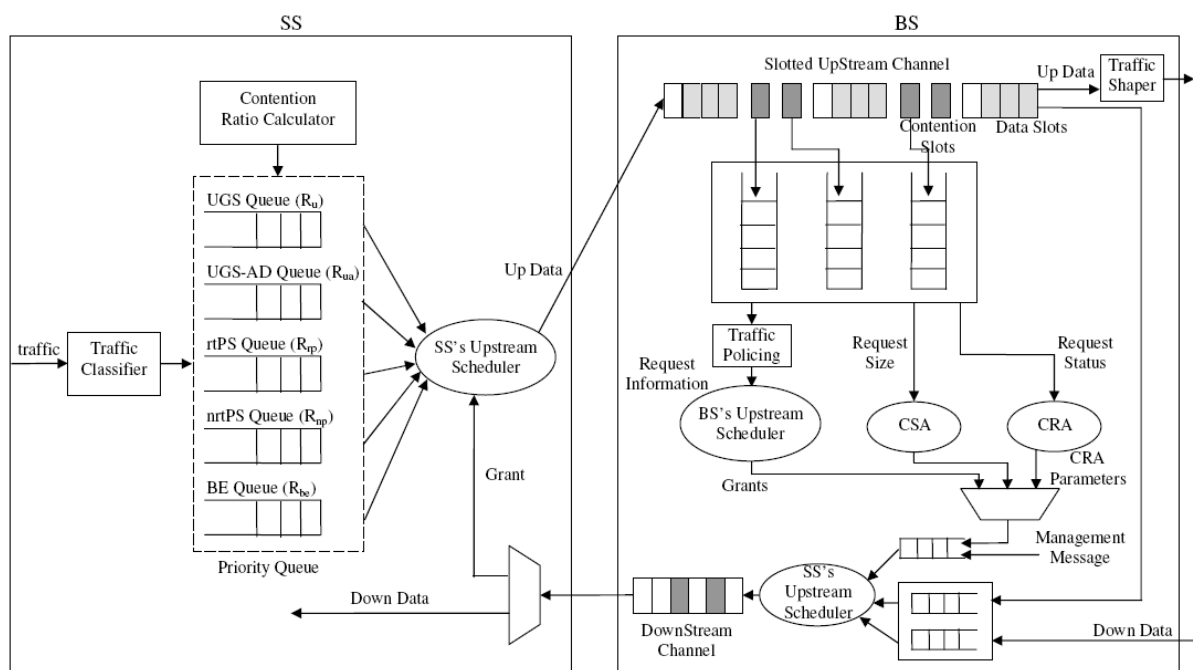 SS
BS
Contention
Ratio Calculator
UGS Queue (Ru)
UGS-AD Queue (Rua)
rtPS Queue (Rrp)
nrtPS Queue (Rnp)
BE Queue (Rbe)
Priority Queue
traffic
Traffic
Classifier
SS's Upstream
Scheduler
Up Data
Grant
Down Data
Slotted UpStream Channel
Up Data
Traffic
Shaper
Contention
Slots
Data Slots
Traffic
Policing
Request
Information
Request
Size
Request
Status
BS's Upstream
Scheduler
CSA
CRA
CRA
Parameters
Grants
Management
Message
SS's
Upstream
Scheduler
DownStream
Channel
Down Data